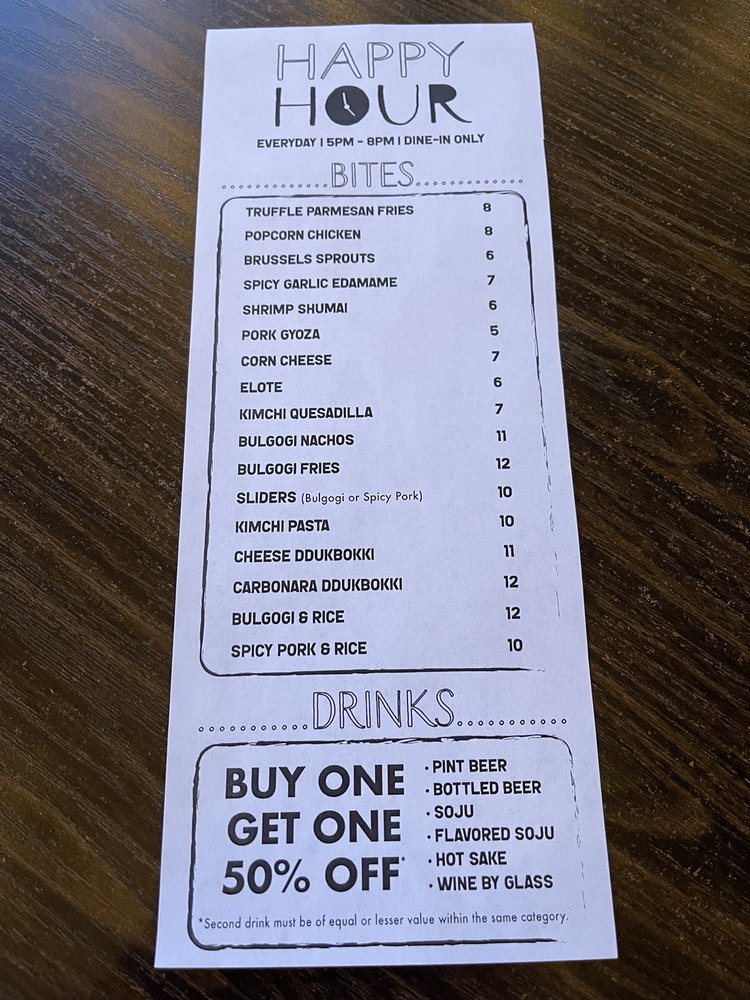 HAPPY
HOUR
EVERYDAY | 5PM - 8PM | DINE-IN ONLY
BITES
TRUFFLE PARMESAN FRIES 8
POPCORN CHICKEN 8
BRUSSELS SPROUTS 6
SPICY GARLIC EDAMAME 7
SHRIMP SHUMAI 6
PORK GYOZA 5
CORN CHEESE 7
ELOTE 6
KIMCHI QUESADILLA 7
BULGOGI NACHOS 11
BULGOGI FRIES 12
SLIDERS (Bulgogi or Spicy Pork) 10
KIMCHI PASTA 10
CHEESE DDUKBOKKI 11
CARBONARA DDUKBOKKI 12
BULGOGI & RICE 12
SPICY PORK & RICE 10
DRINKS
BUY ONE
GET ONE
50% OFF*
• PINT BEER
• BOTTLED BEER
• SOJU
• FLAVORED SOJU
• HOT SAKE
• WINE BY GLASS
*Second drink must be of equal or lesser value within the same category.